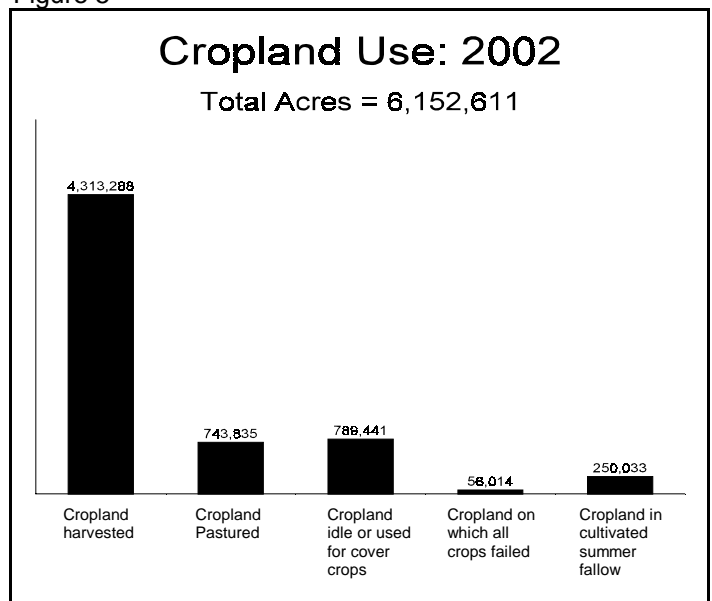 Figure
Cropland Use: 2002
Total Acres = 6,152,611
4,313,288
743,835
789,441
56,014
250,033
Cropland
harvested
Cropland
Pastured
Cropland
idle or used
for cover
crops
Cropland on
which all
crops failed
Cropland in
cultivated
summer
fallow